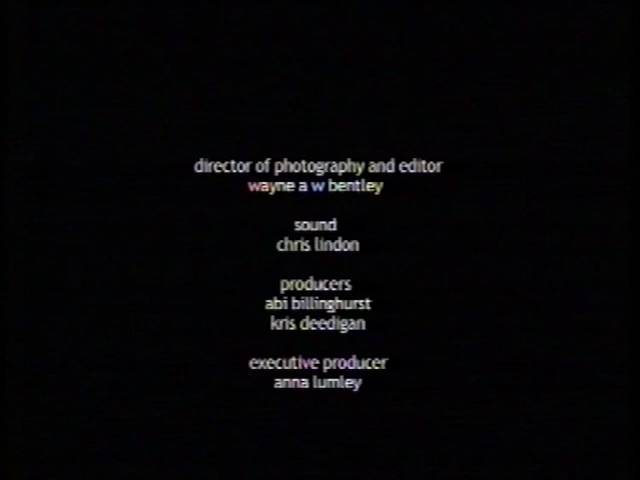 director of photography and editor
wayne a w bentley
sound
chris lindon
producers
abi billinghurst
kris deedigan
executive producer
anna lumley